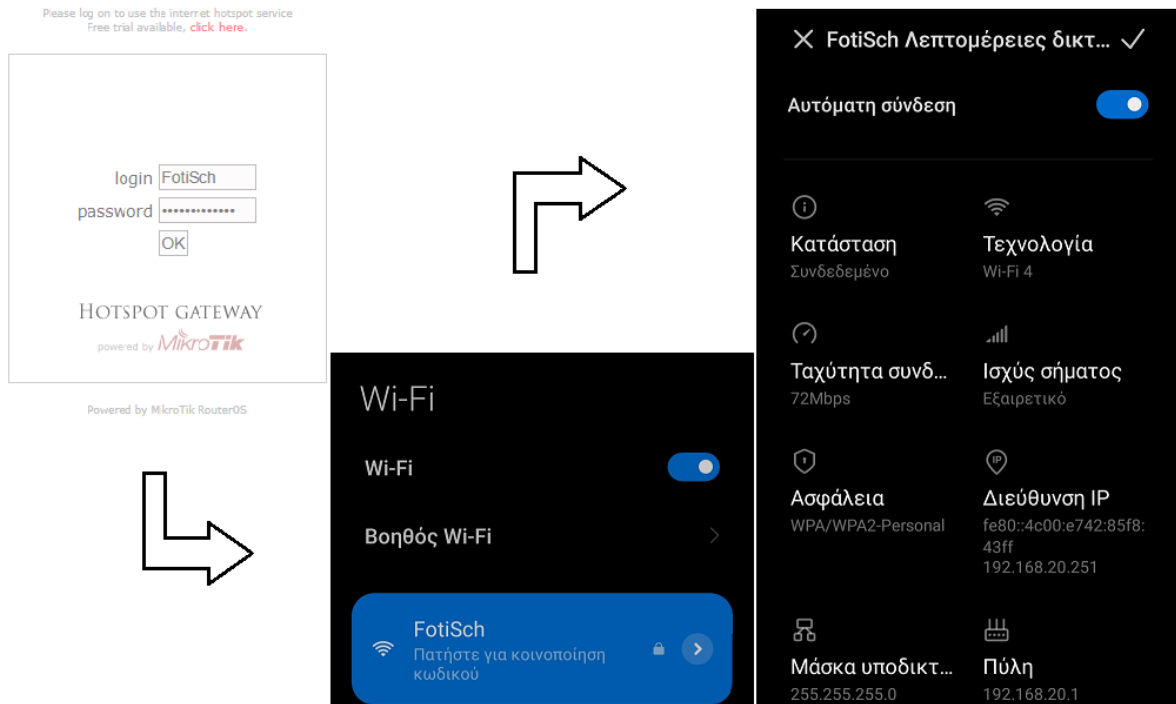 Please log on to use the internet hotspot service
Free trial available, click here.
login FotiSch
password •••••••••••••
OK
HOTSPOT GATEWAY
powered by MikroTik
Powered by MikroTik RouterOS
Wi-Fi
Wi-Fi
Βοηθός Wi-Fi
FotiSch
Πατήστε για κοινοποίηση
κωδικού
FotiSch Λεπτομέρειες δικτ...
Αυτόματη σύνδεση
Κατάσταση
Συνδεδεμένο
Τεχνολογία
Wi-Fi 4
Ταχύτητα συνδ...
72Mbps
Ισχύς σήματος
Εξαιρετικό
Ασφάλεια
WPA/WPA2-Personal
IP
Διεύθυνση IP
fe80::4c00:e742:85f8:
43ff
192.168.20.251
Μάσκα υποδικτ...
255.255.255.0
Πύλη
192.168.20.1